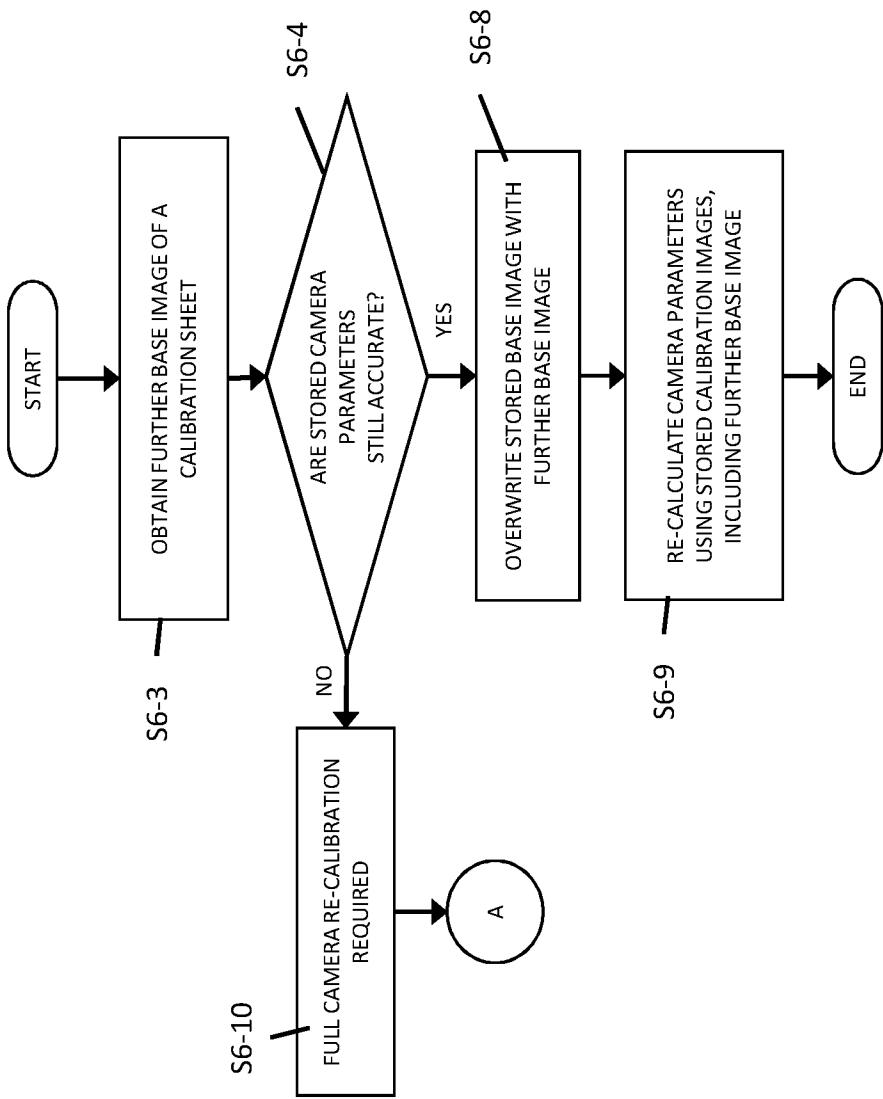 START
OBTAIN FURTHER BASE IMAGE OF A
CALIBRATION SHEET
S6-3
ARE STORED CAMERA
PARAMETERS
STILL ACCURATE?
S6-4
NO
YES
FULL CAMERA RE-CALIBRATION
REQUIRED
S6-10
A
OVERWRITE STORED BASE IMAGE WITH
FURTHER BASE IMAGE
S6-8
RE-CALCULATE CAMERA PARAMETERS
USING STORED CALIBRATION IMAGES,
INCLUDING FURTHER BASE IMAGE
S6-9
END